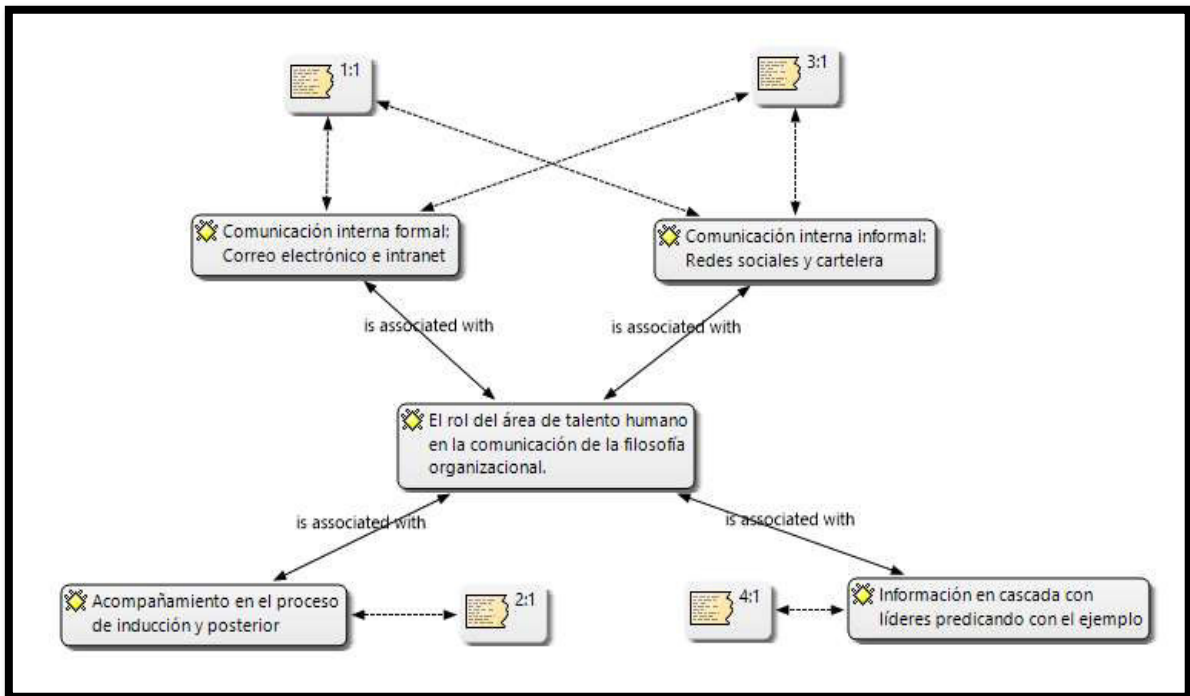 1:1
3:1
Comunicación interna formal:
Correo electrónico e intranet
Comunicación interna informal:
Redes sociales y cartelera
is associated with
is associated with
El rol del área de talento humano
en la comunicación de la filosofía
organizacional.
is associated with
is associated with
Acompañamiento en el proceso
de inducción y posterior
2:1
4:1
Información en cascada con
líderes predicando con el ejemplo